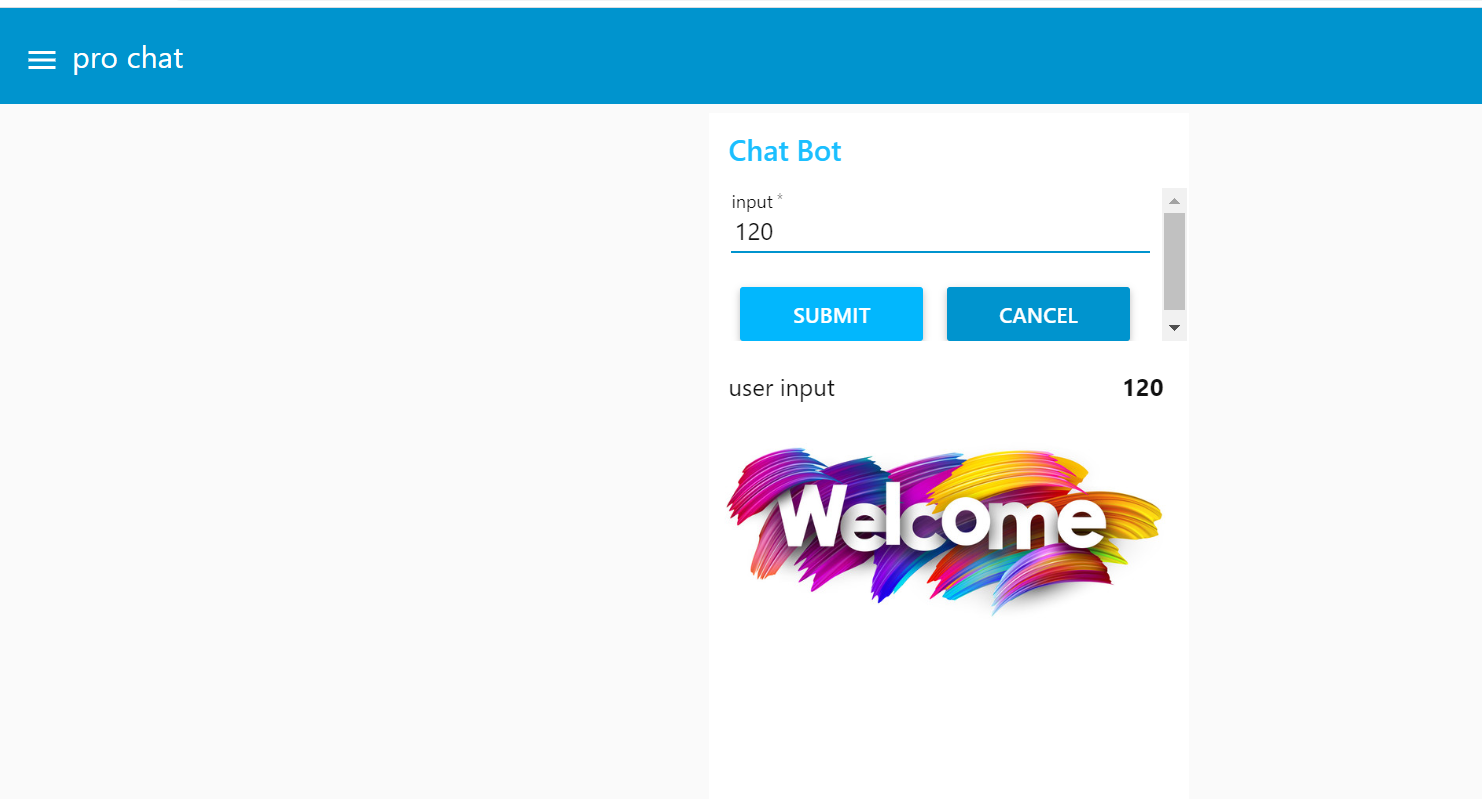 pro chat
Chat Bot
input *
120
SUBMIT CANCEL
user input 120
Welcome